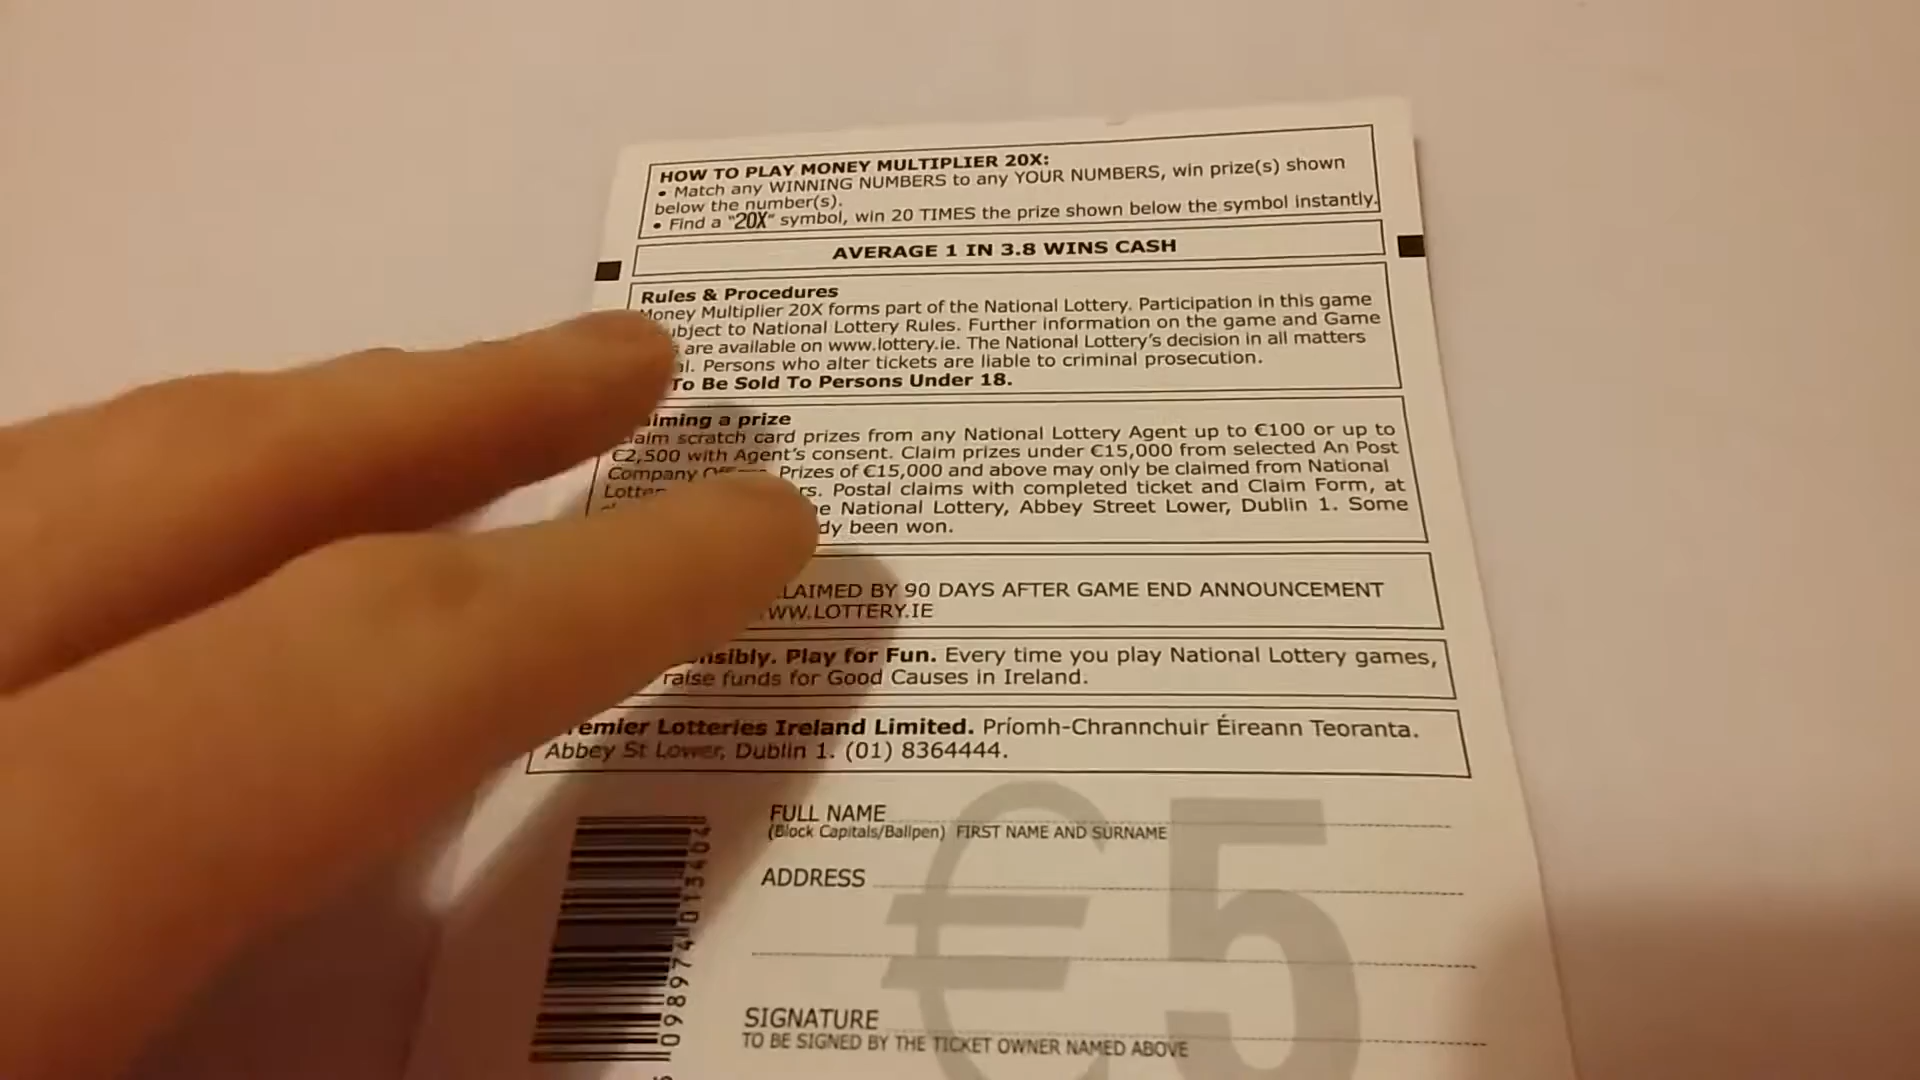 HOW TO PLAY MONEY MULTIPLIER 20X:
• Match any WINNING NUMBERS to any YOUR NUMBERS, win prize(s) shown
below the number(s).
• Find a "20X" symbol, win 20 TIMES the prize shown below the symbol instantly.
AVERAGE 1 IN 3.8 WINS CASH
Rules & Procedures
Money Multiplier 20X forms part of the National Lottery. Participation in this game
subject to National Lottery Rules. Further information on the game and Game
are available on www.lottery.ie. The National Lottery's decision in all matters
Persons who alter tickets are liable to criminal prosecution.
To Be Sold To Persons Under 18.
a prize
scratch card prizes from any National Lottery Agent up to €100 or up to
€2,500 with Agent's consent. Claim prizes under €15,000 from selected An Post
Company Prizes of €15,000 and above may only be claimed from National
Postal claims with completed ticket and Claim Form, at
National Lottery, Abbey Street Lower, Dublin 1. Some
been won.
BY 90 DAYS AFTER GAME END ANNOUNCEMENT
WWW.LOTTERY.IE
Play for Fun. Every time you play National Lottery games,
raise funds for Good Causes in Ireland.
Premier Lotteries Ireland Limited. Príomh-Chrannchuir Éireann Teoranta.
Abbey St Lower, Dublin 1. (01) 8364444.
FULL NAME
(Block Capitals/Ballpen) FIRST NAME AND SURNAME
ADDRESS
SIGNATURE
TO BE SIGNED BY THE TICKET OWNER NAMED ABOVE
€5
098974 013404